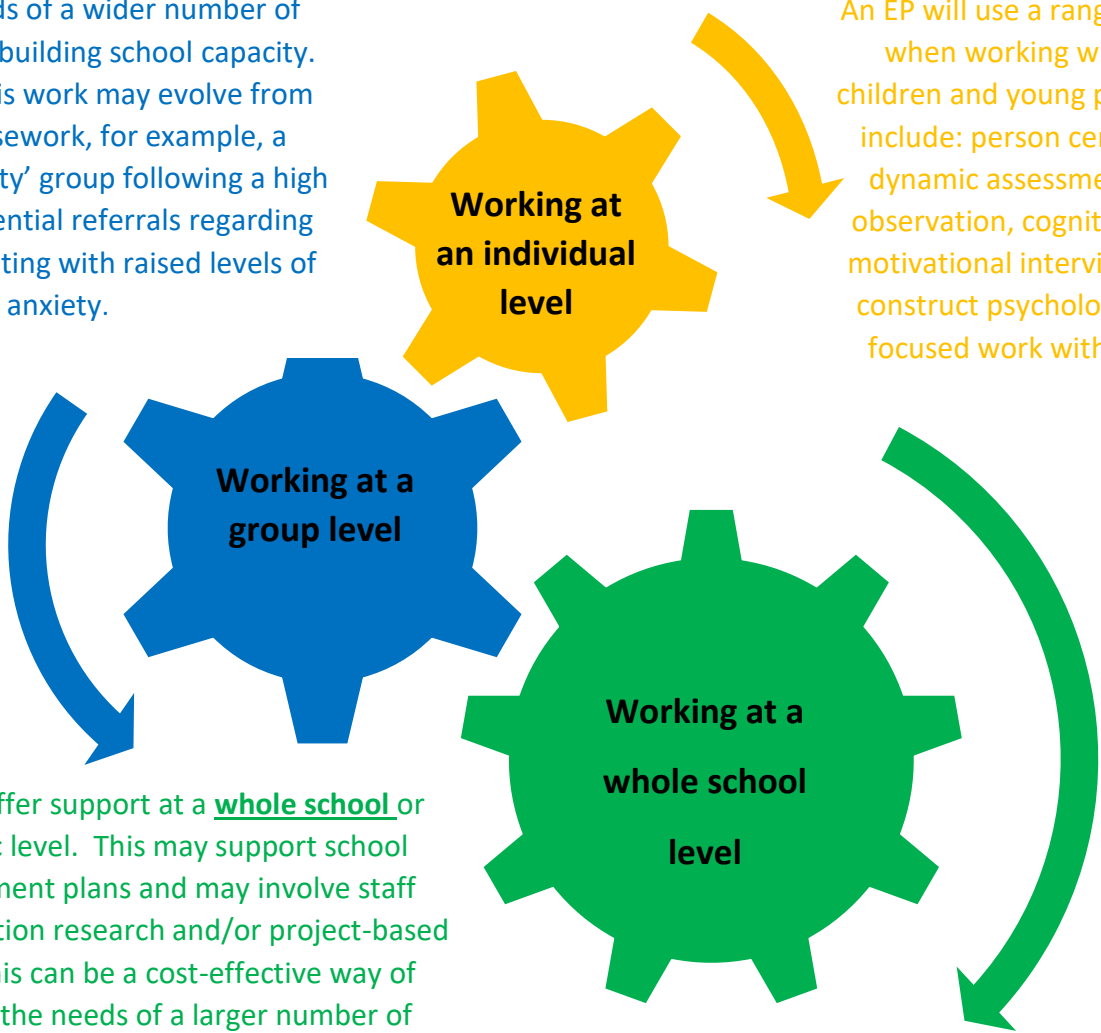 ds of a wider number of
building school capacity.
is work may evolve from
sework, for example, a
ty’ group following a high
ential referrals regarding
ting with raised levels of
anxiety.
An EP will use a rang
when working w
children and young p
include: person cer
dynamic assessme
observation, cognit
motivational intervi
construct psycholo
focused work with
Working at
an individual
level
Working at a
group level
Working at a
whole school
level
ffer support at a whole school or
c level.  This may support school
ment plans and may involve staff
tion research and/or project-based
his can be a cost-effective way of
the needs of a larger number of